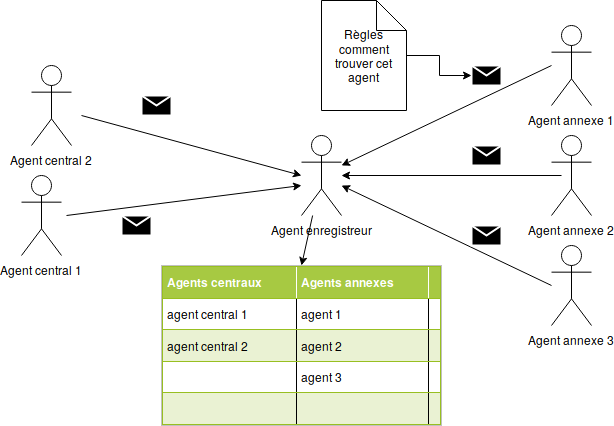 Règles
comment
trouver cet
agent
Agent annexe 1
Agent central 2
Agent enregistreur
Agent annexe 2
Agent central 1
Agents centraux Agents annexes
agent central 1 agent 1
agent central 2 agent 2
agent 3
Agent annexe 3